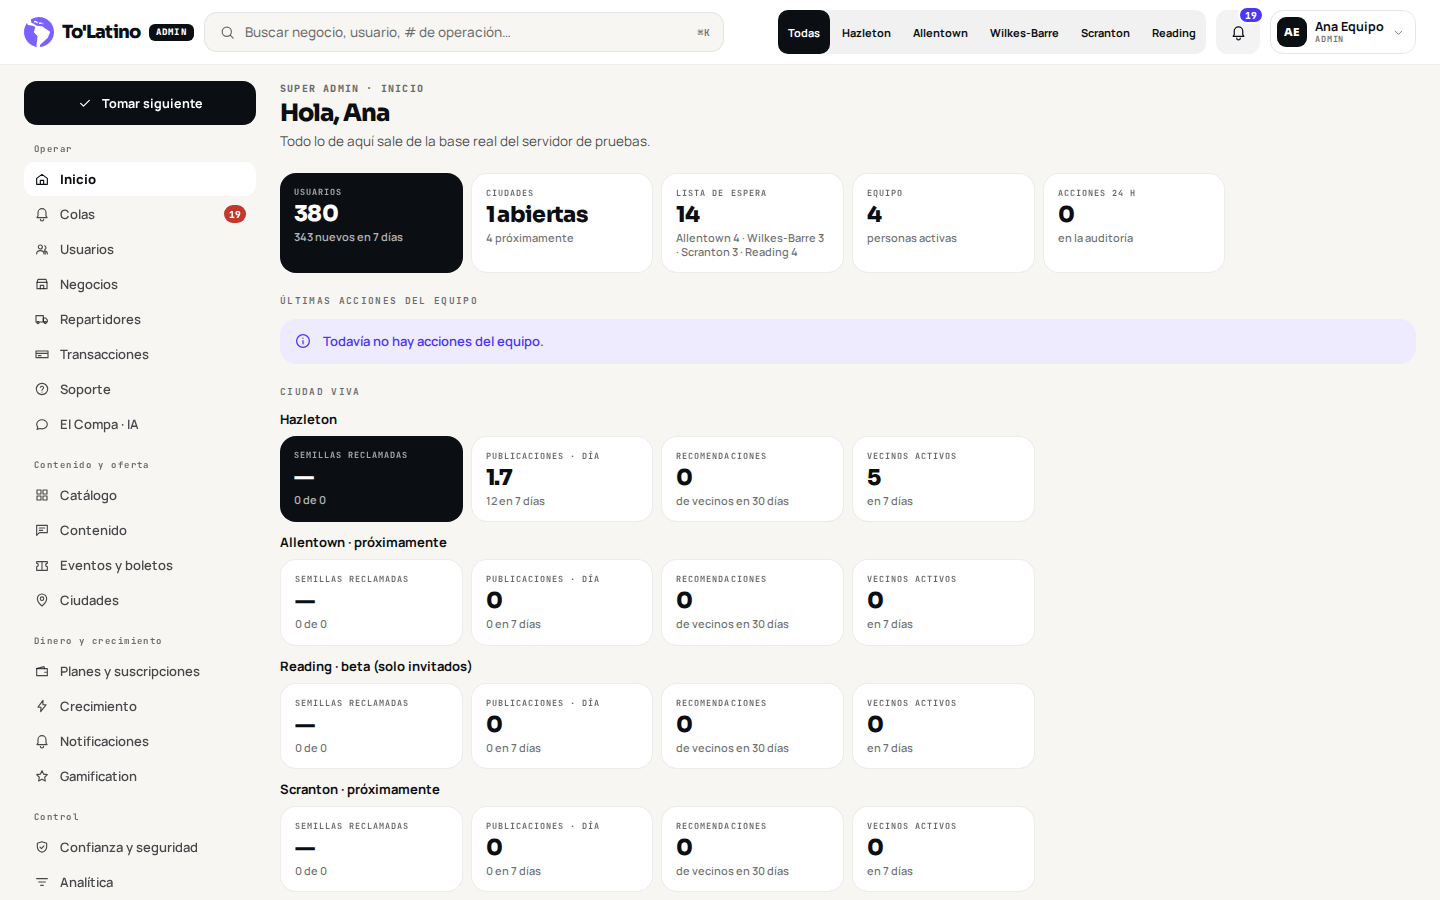 To'Latino ADMIN
Buscar negocio, usuario, # de operación... ⌘K
Todas Hazleton Allentown Wilkes-Barre Scranton Reading
19
AE Ana Equipo
ADMIN
Tomar siguiente
Operar
Inicio
Colas 19
Usuarios
Negocios
Repartidores
Transacciones
Soporte
El Compa · IA
Contenido y oferta
Catálogo
Contenido
Eventos y boletos
Ciudades
Dinero y crecimiento
Planes y suscripciones
Crecimiento
Notificaciones
Gamification
Control
Confianza y seguridad
Analítica
SUPER ADMIN · INICIO
Hola, Ana
Todo lo de aquí sale de la base real del servidor de pruebas.
USUARIOS
380
343 nuevos en 7 días
CIUDADES
1 abiertas
4 próximamente
LISTA DE ESPERA
14
Allentown 4 · Wilkes-Barre 3
· Scranton 3 · Reading 4
EQUIPO
4
personas activas
ACCIONES 24 H
0
en la auditoría
ÚLTIMAS ACCIONES DEL EQUIPO
Todavía no hay acciones del equipo.
CIUDAD VIVA
Hazleton
SEMILLAS RECLAMADAS
—
0 de 0
PUBLICACIONES · DÍA
1.7
12 en 7 días
RECOMENDACIONES
0
de vecinos en 30 días
VECINOS ACTIVOS
5
en 7 días
Allentown · próximamente
SEMILLAS RECLAMADAS
—
0 de 0
PUBLICACIONES · DÍA
0
0 en 7 días
RECOMENDACIONES
0
de vecinos en 30 días
VECINOS ACTIVOS
0
en 7 días
Reading · beta (solo invitados)
SEMILLAS RECLAMADAS
—
0 de 0
PUBLICACIONES · DÍA
0
0 en 7 días
RECOMENDACIONES
0
de vecinos en 30 días
VECINOS ACTIVOS
0
en 7 días
Scranton · próximamente
SEMILLAS RECLAMADAS
—
0 de 0
PUBLICACIONES · DÍA
0
0 en 7 días
RECOMENDACIONES
0
de vecinos en 30 días
VECINOS ACTIVOS
0
en 7 días